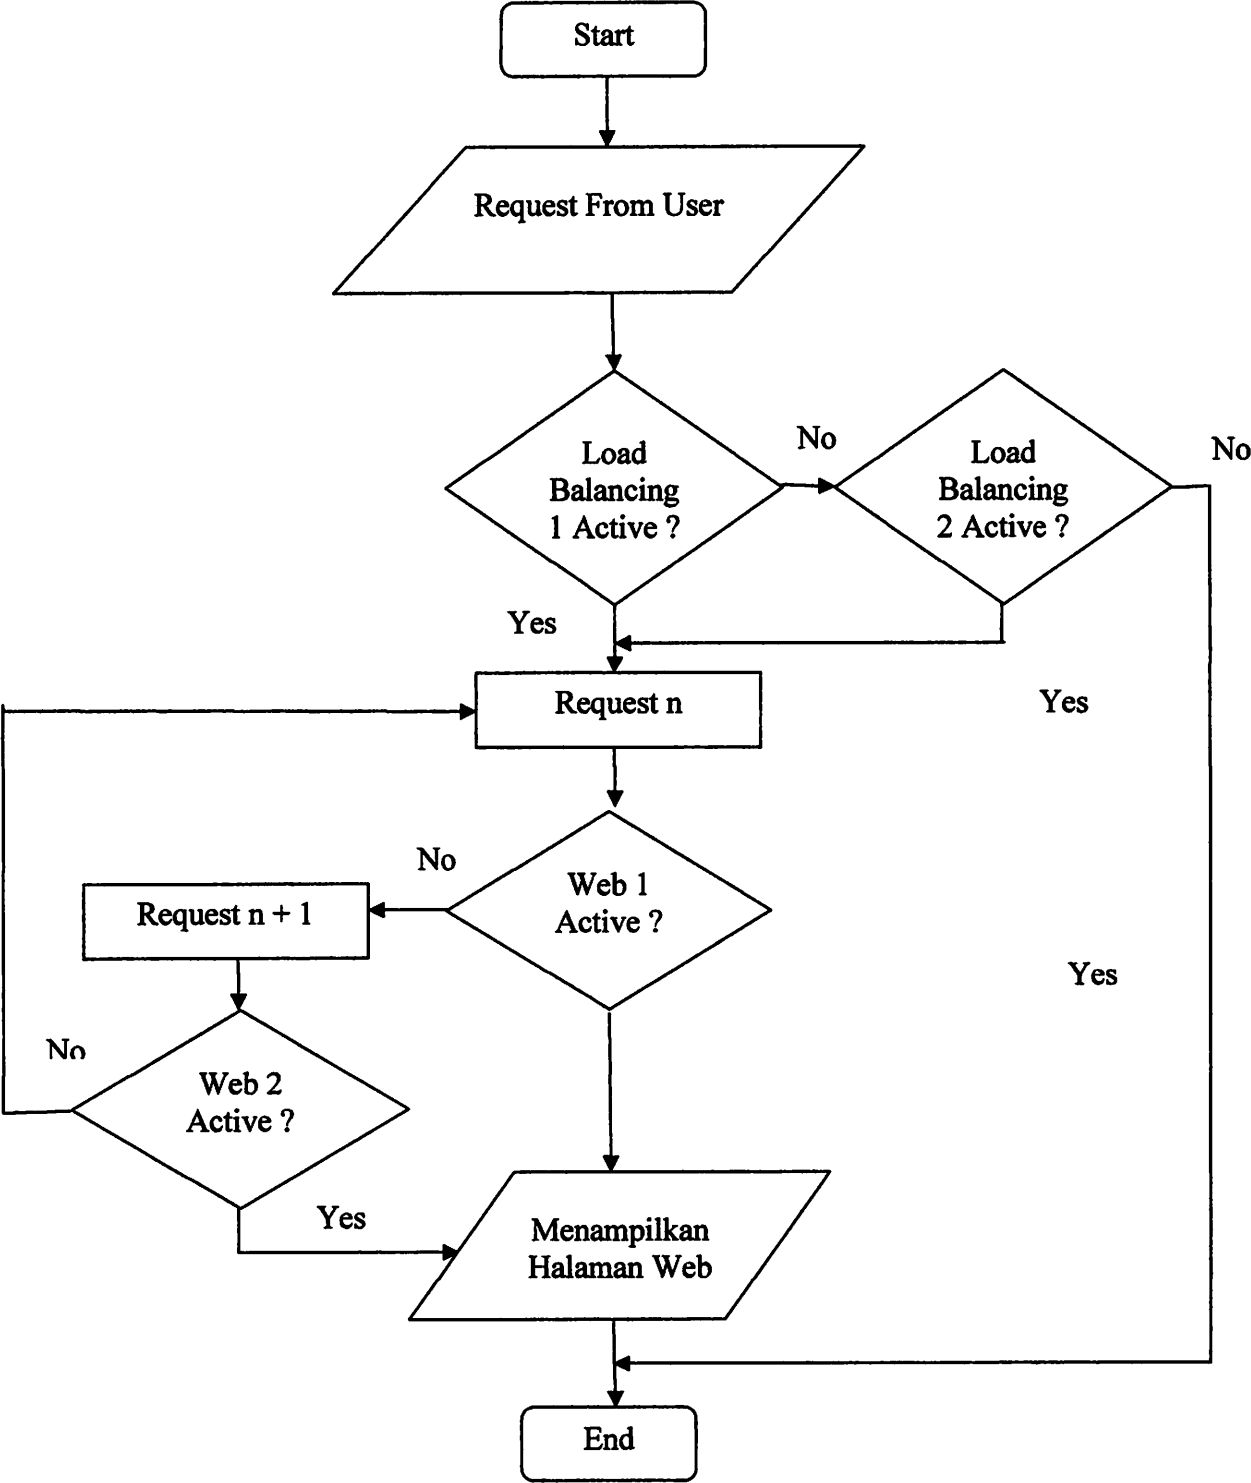 Start
Request From User
Load
Balancing
1 Active ?
No
Load
Balancing
2 Active ?
No
Yes
Request n
Yes
No
Web 1
Active ?
Request n + 1
Yes
No
Web 2
Active ?
Yes
Menampilkan
Halaman Web
End